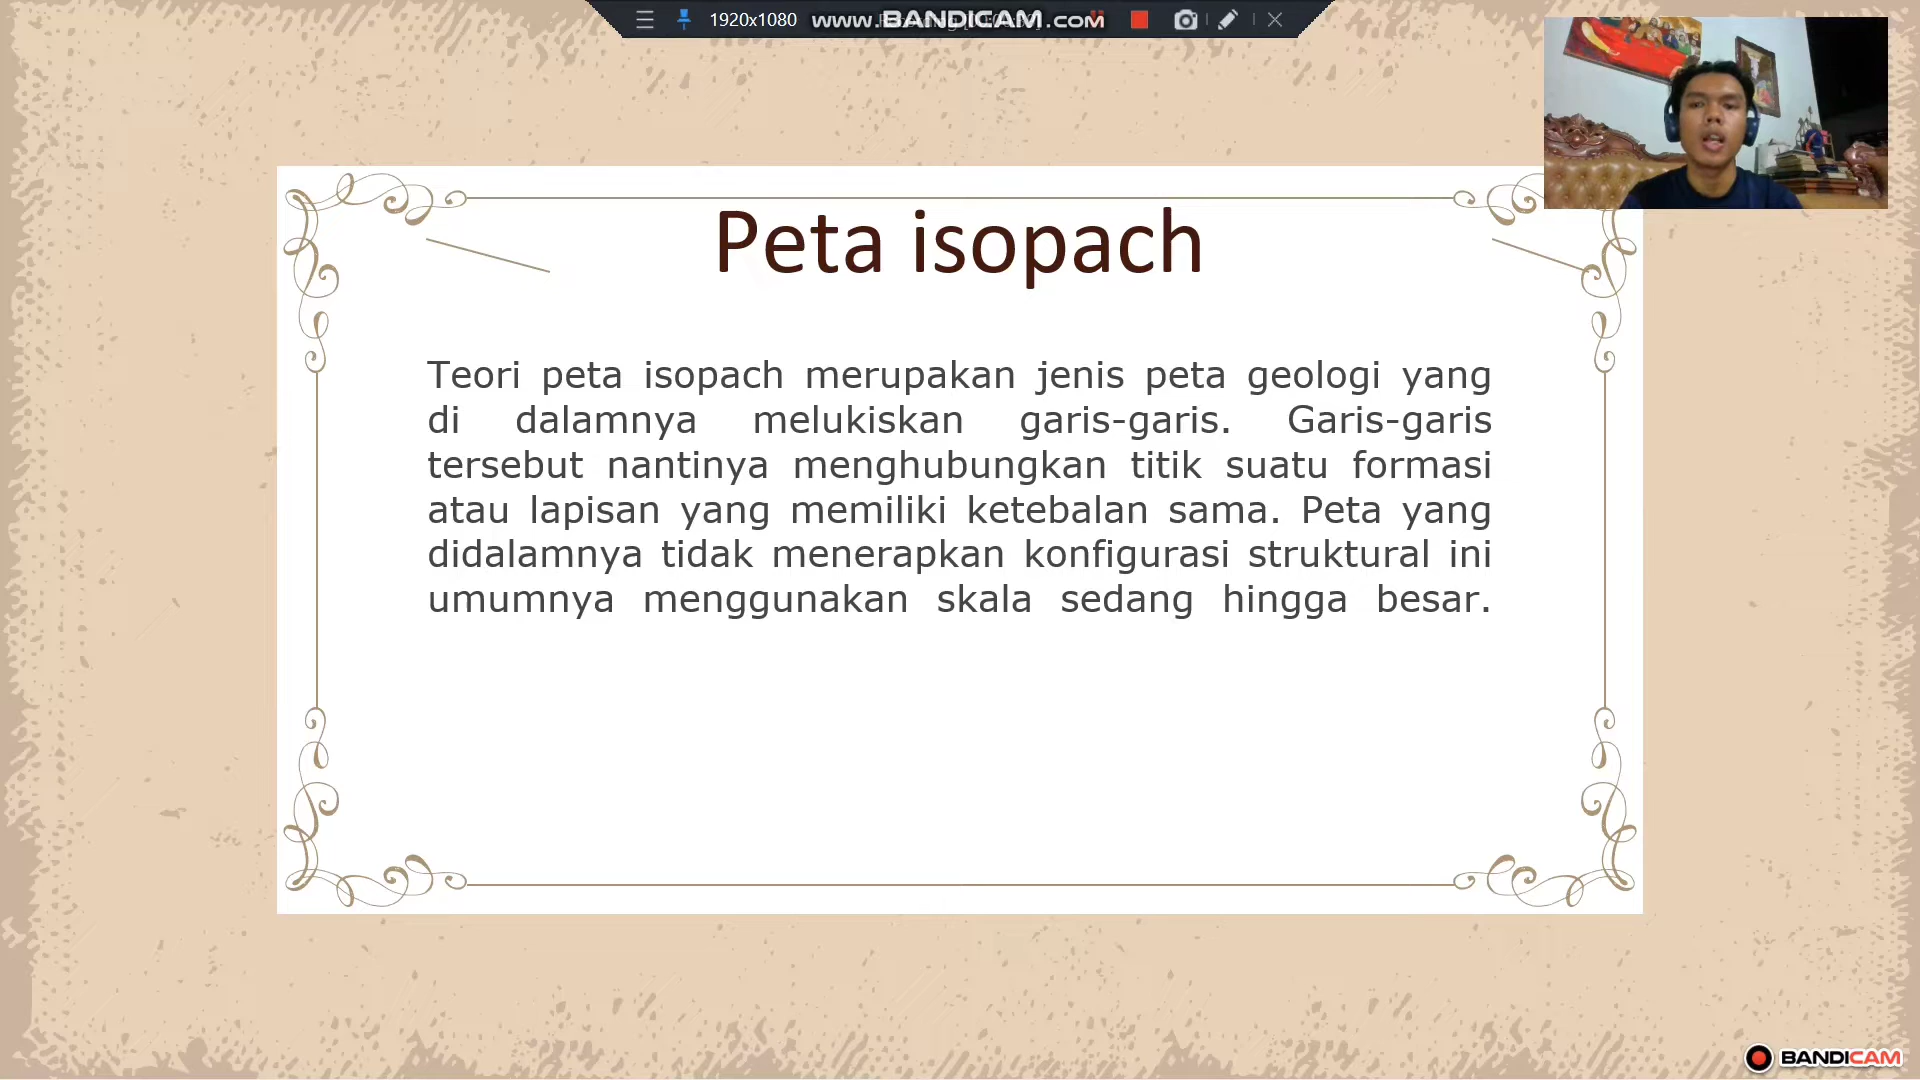 1920x1080 www.BANDICAM.COM
Peta isopach
Teori peta isopach merupakan jenis peta geologi yang
di dalamnya melukiskan garis-garis. Garis-garis
tersebut nantinya menghubungkan titik suatu formasi
atau lapisan yang memiliki ketebalan sama. Peta yang
didalamnya tidak menerapkan konfigurasi struktural ini
umumnya menggunakan skala sedang hingga besar.
BANDICAM